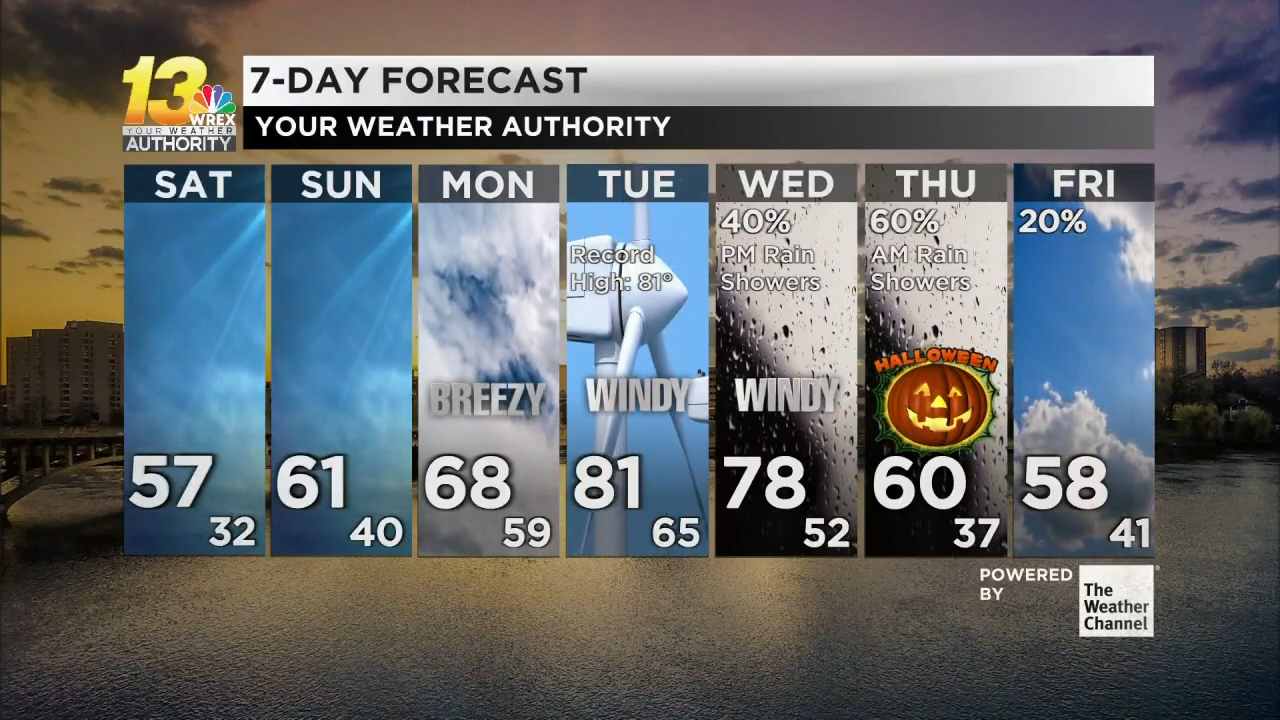 13
WREX
YOUR WEATHER
AUTHORITY
7-DAY FORECAST
YOUR WEATHER AUTHORITY
SAT
57
32
SUN
61
40
MON
BREEZY
68
59
TUE
Record
High: 81°
WINDY
81
65
WED
40%
PM Rain
Showers
WINDY
78
52
THU
60%
AM Rain
Showers
HALLOWEEN
60
37
FRI
20%
58
41
POWERED
BY
The
Weather
Channel